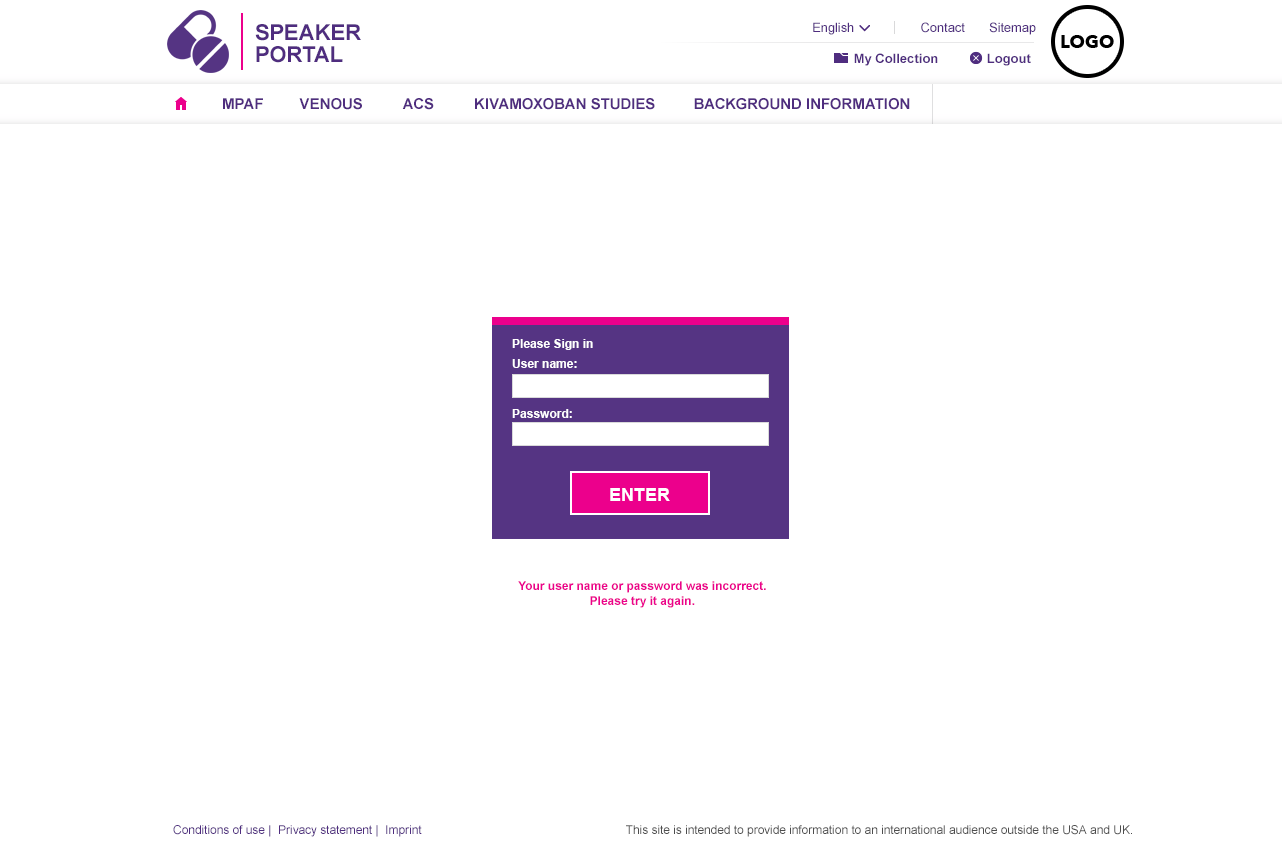 SPEAKER
PORTAL
English
Contact
Sitemap
My Collection
Logout
LOGO
MPAF
VENOUS
ACS
KIVAMOXOBAN STUDIES
BACKGROUND INFORMATION
Please Sign in
User name:
Password:
ENTER
Your user name or password was incorrect.
Please try it again.
Conditions of use | Privacy statement | Imprint
This site is intended to provide information to an international audience outside the USA and UK.